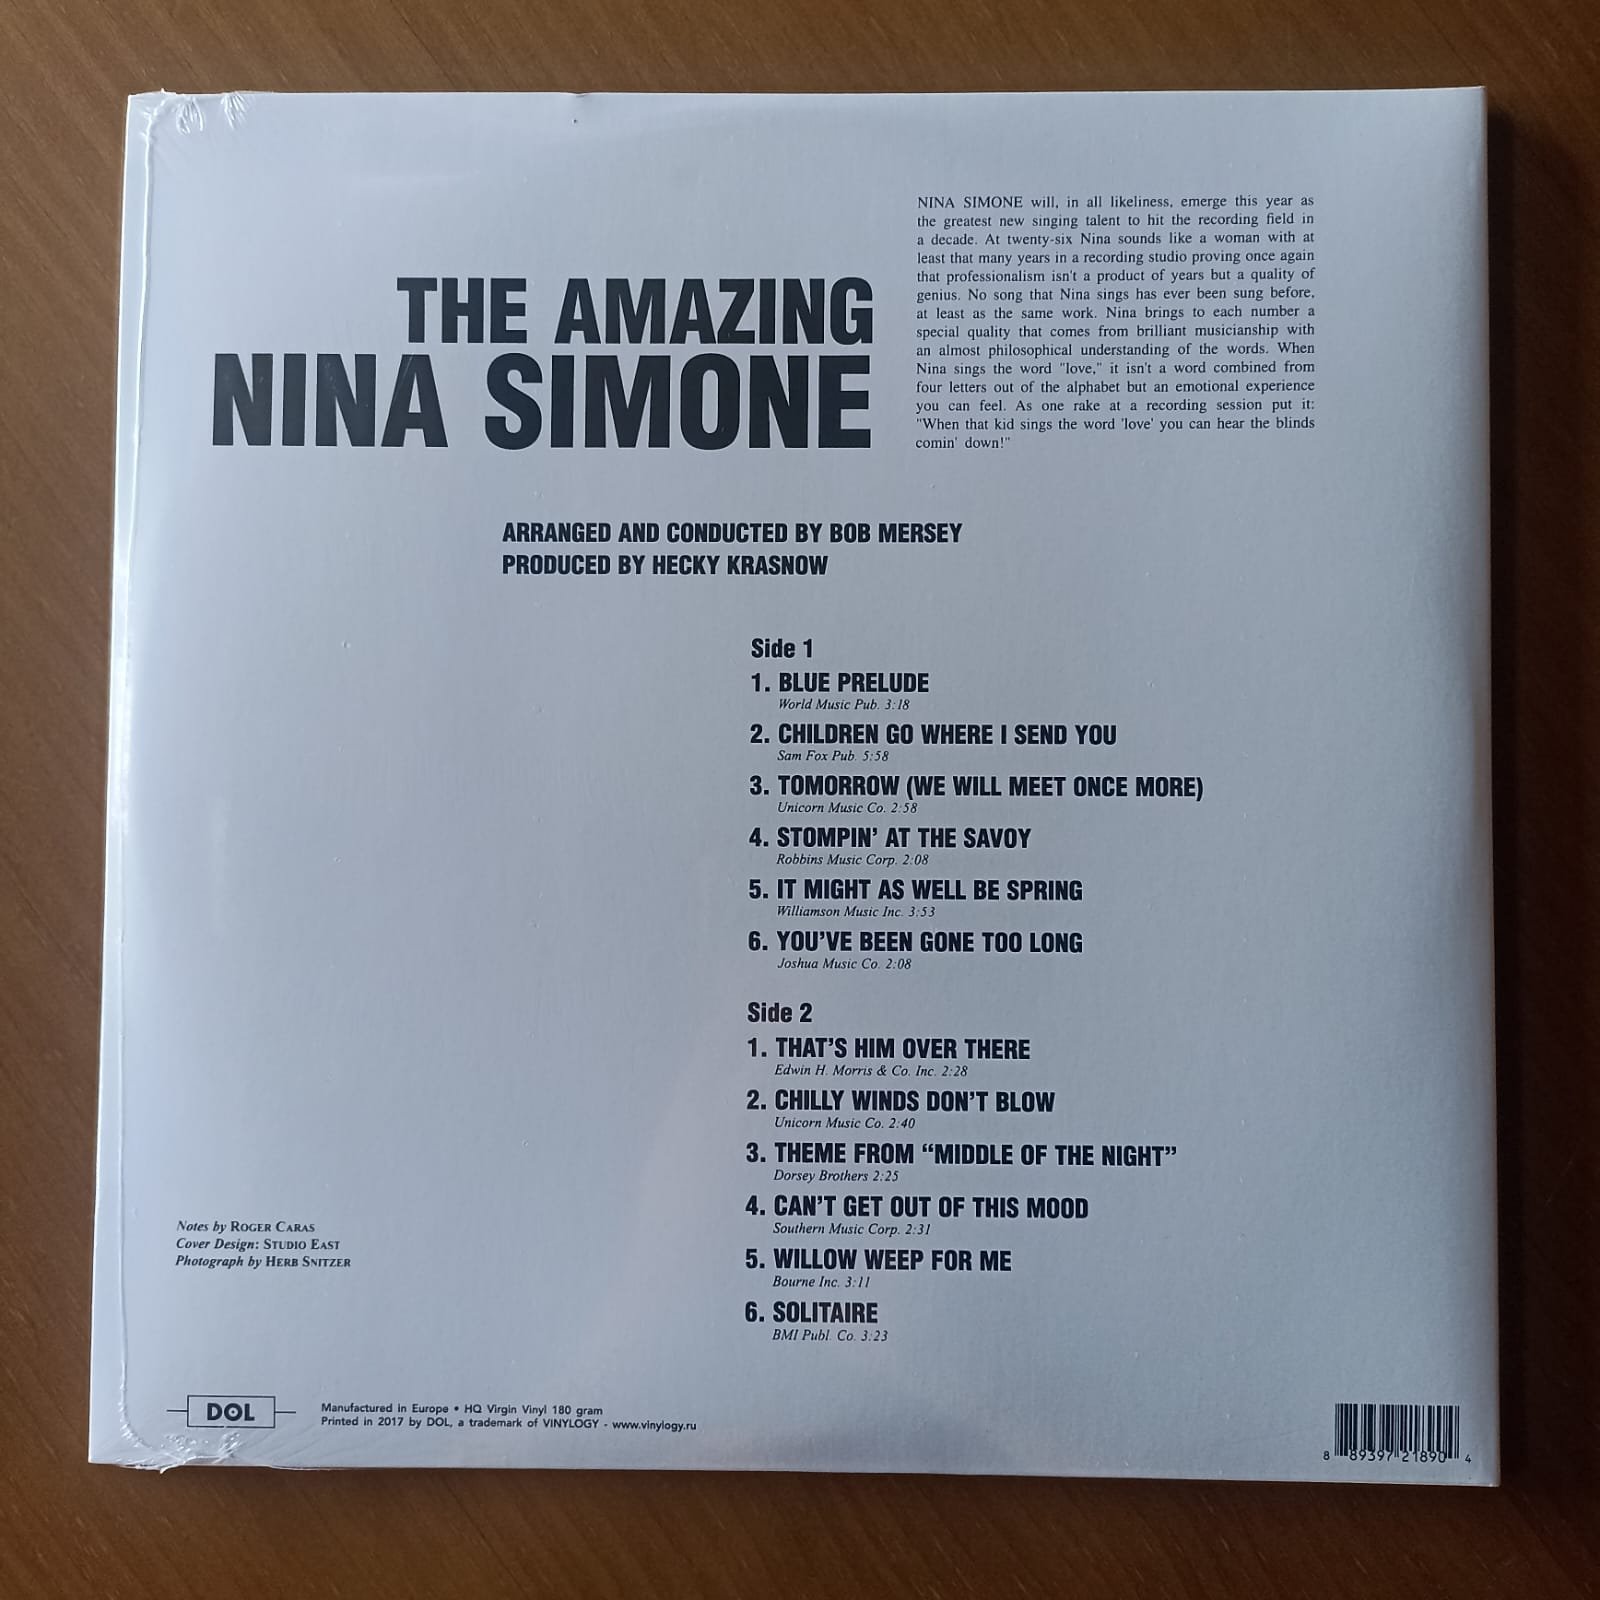 NINA SIMONE will, in all likeliness, emerge this year as
the greatest new singing talent to hit the recording field in
a decade. At twenty-six Nina sounds like a woman with at
least that many years in a recording studio proving once again
that professionalism isn't a product of years but a quality of
genius. No song that Nina sings has ever been sung before,
at least as the same work. Nina brings to each number a
special quality that comes from brilliant musicianship with
an almost philosophical understanding of the words. When
Nina sings the word "love," it isn't a word combined from
four letters out of the alphabet but an emotional experience
you can feel. As one rake at a recording session put it:
"When that kid sings the word 'love' you can hear the blinds
comin' down!"
THE AMAZING
NINA SIMONE
ARRANGED AND CONDUCTED BY BOB MERSEY
PRODUCED BY HECKY KRASNOW
Side 1
1. BLUE PRELUDE
World Music Pub. 3:18
2. CHILDREN GO WHERE I SEND YOU
Sam Fox Pub. 5:58
3. TOMORROW (WE WILL MEET ONCE MORE)
Unicorn Music Co. 2:58
4. STOMPIN' AT THE SAVOY
Robbins Music Corp. 2:08
5. IT MIGHT AS WELL BE SPRING
Williamson Music Inc. 3:53
6. YOU'VE BEEN GONE TOO LONG
Joshua Music Co. 2:08
Side 2
1. THAT'S HIM OVER THERE
Edwin H. Morris & Co. Inc. 2:28
2. CHILLY WINDS DON'T BLOW
Unicorn Music Co. 2:40
3. THEME FROM “MIDDLE OF THE NIGHT”
Dorsey Brothers 2:25
4. CAN'T GET OUT OF THIS MOOD
Southern Music Corp. 2:31
5. WILLOW WEEP FOR ME
Bourne Inc. 3:11
6. SOLITAIRE
BMI Publ. Co. 3:23
Notes by ROGER CARAS
Cover Design: STUDIO EAST
Photograph by HERB SNITZER
DOL
Manufactured in Europe • HQ Virgin Vinyl 180 gram
Printed in 2017 by DOL, a trademark of VINYLOGY - www.vinylogy.ru
8 89397 21890 4